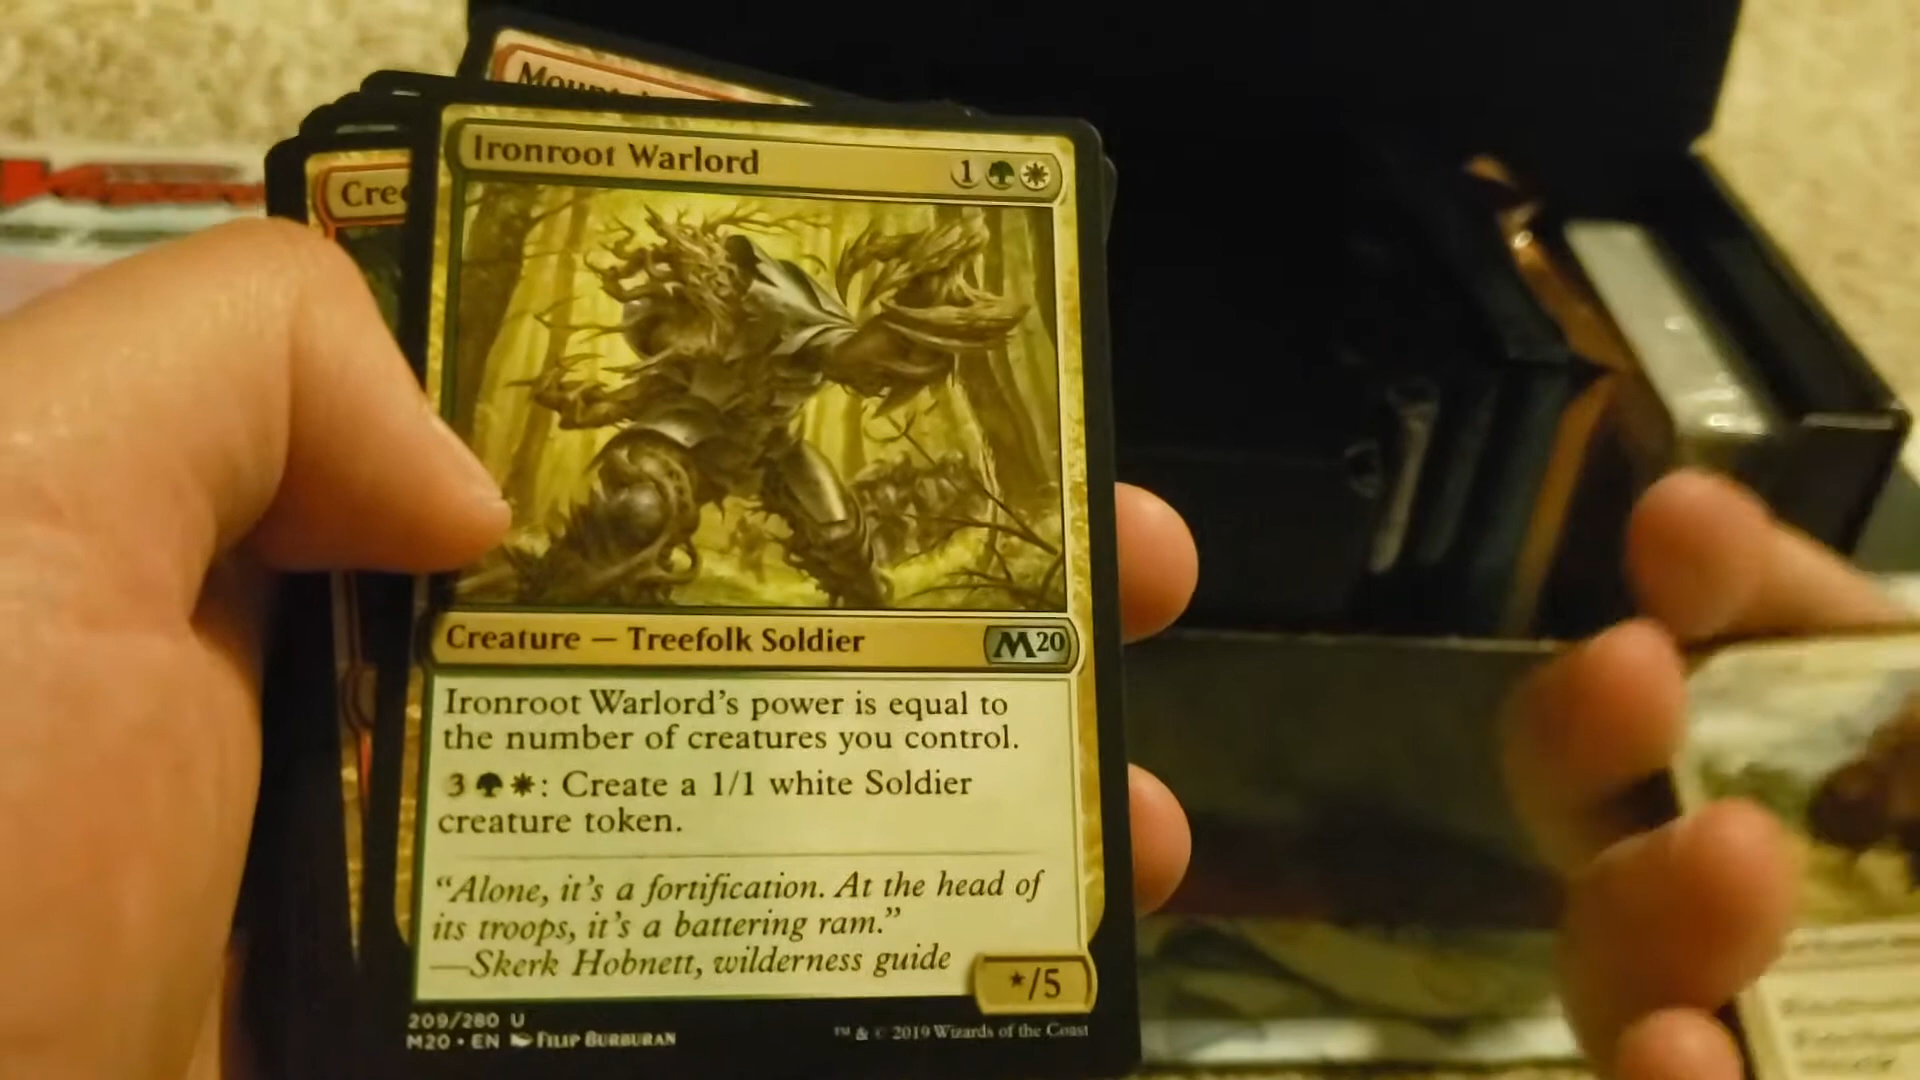 Ironroot Warlord 1
Creature — Treefolk Soldier M20
Ironroot Warlord's power is equal to
the number of creatures you control.
3 : Create a 1/1 white Soldier
creature token.
“Alone, it's a fortification. At the head of
its troops, it's a battering ram.”
—Skerk Hobnett, wilderness guide
*/5
209/280 U
M20 • EN Filip Burburan
™ & © 2019 Wizards of the Coast